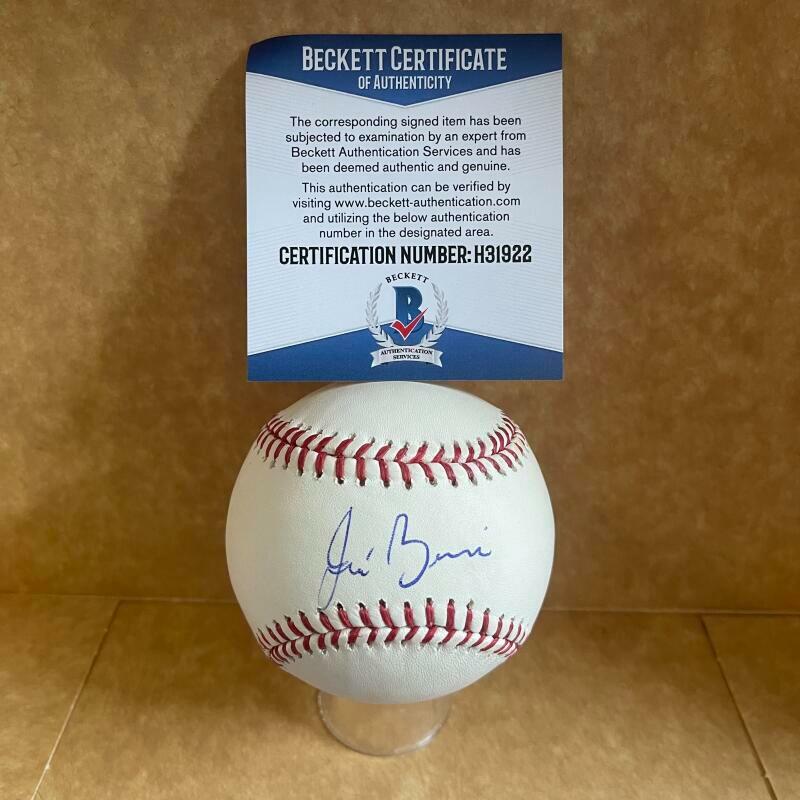 BECKETT CERTIFICATE
OF AUTHENTICITY
The corresponding signed item has been
subjected to examination by an expert from
Beckett Authentication Services and has
been deemed authentic and genuine.
This authentication can be verified by
visiting www.beckett-authentication.com
and utilizing the below authentication
number in the designated area.
CERTIFICATION NUMBER: H31922
BECKETT
B
AUTHENTICATION
SERVICES